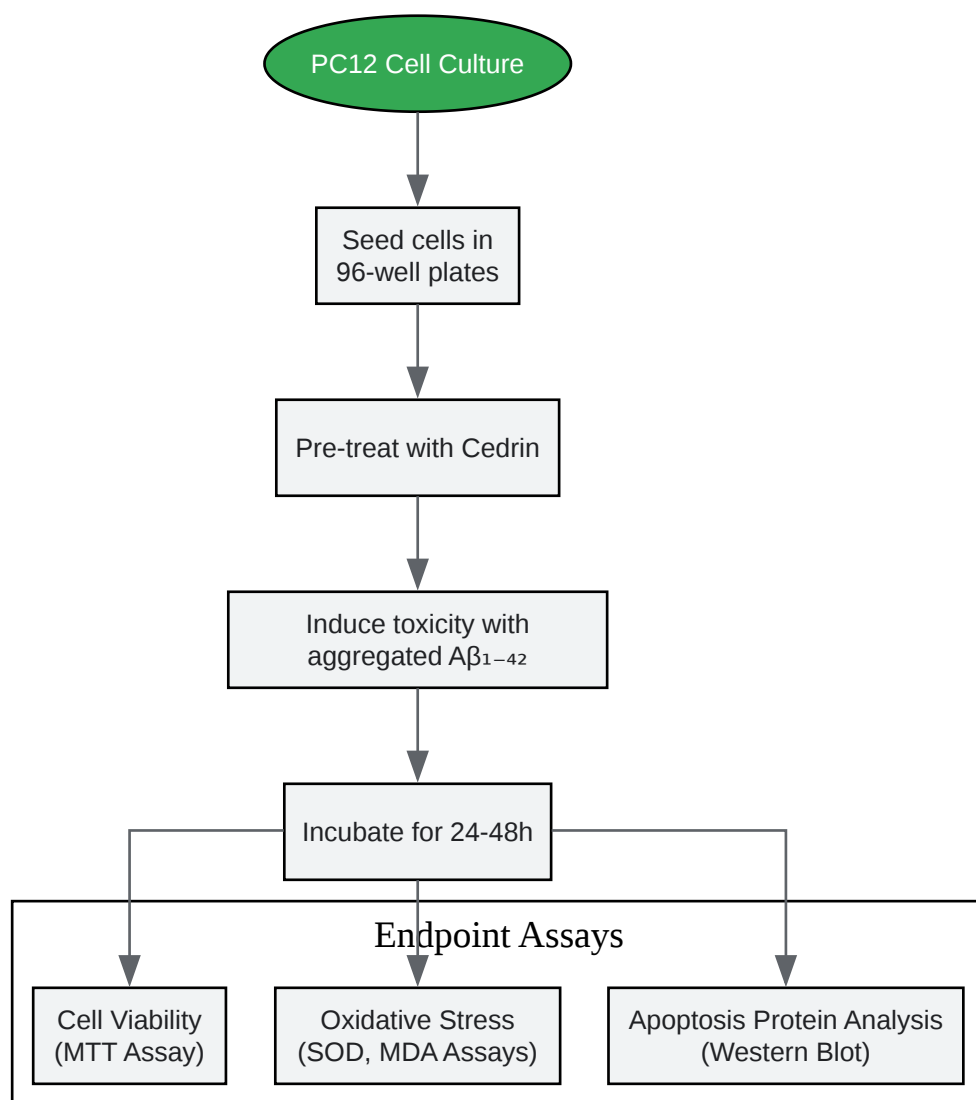 PC12 Cell Culture
Seed cells in
96-well plates
Pre-treat with Cedrin
Induce toxicity with
aggregated Aβ₁₋₄₂
Incubate for 24-48h
Endpoint Assays
Cell Viability
(MTT Assay)
Oxidative Stress
(SOD, MDA Assays)
Apoptosis Protein Analysis
(Western Blot)